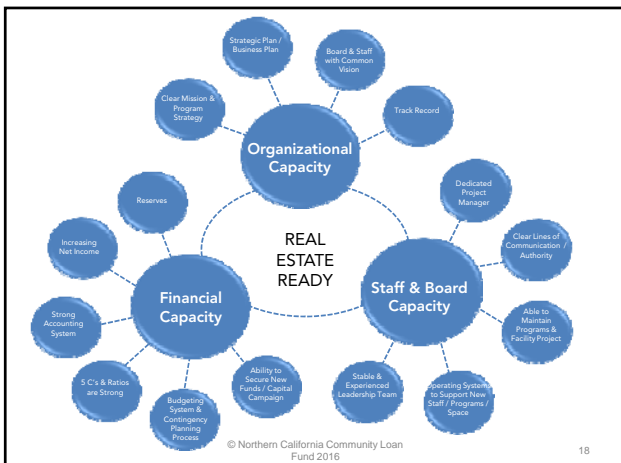 Strategic Plan /
Business Plan
Board & Staff
with Common
Vision
Clear Mission &
Program
Strategy
Track Record
Organizational
Capacity
Reserves
Increasing
Net Income
Strong
Accounting
System
5 C's & Ratios
are Strong
Budgeting
System &
Contingency
Planning
Process
Ability to
Secure New
Funds / Capital
Campaign
Financial
Capacity
REAL
ESTATE
READY
Dedicated
Project
Manager
Clear Lines of
Communication /
Authority
Able to
Maintain
Programs &
Facility Project
Operating Systems
to Support New
Staff / Programs /
Space
Stable &
Experienced
Leadership Team
Staff & Board
Capacity
© Northern California Community Loan
Fund 2016
18